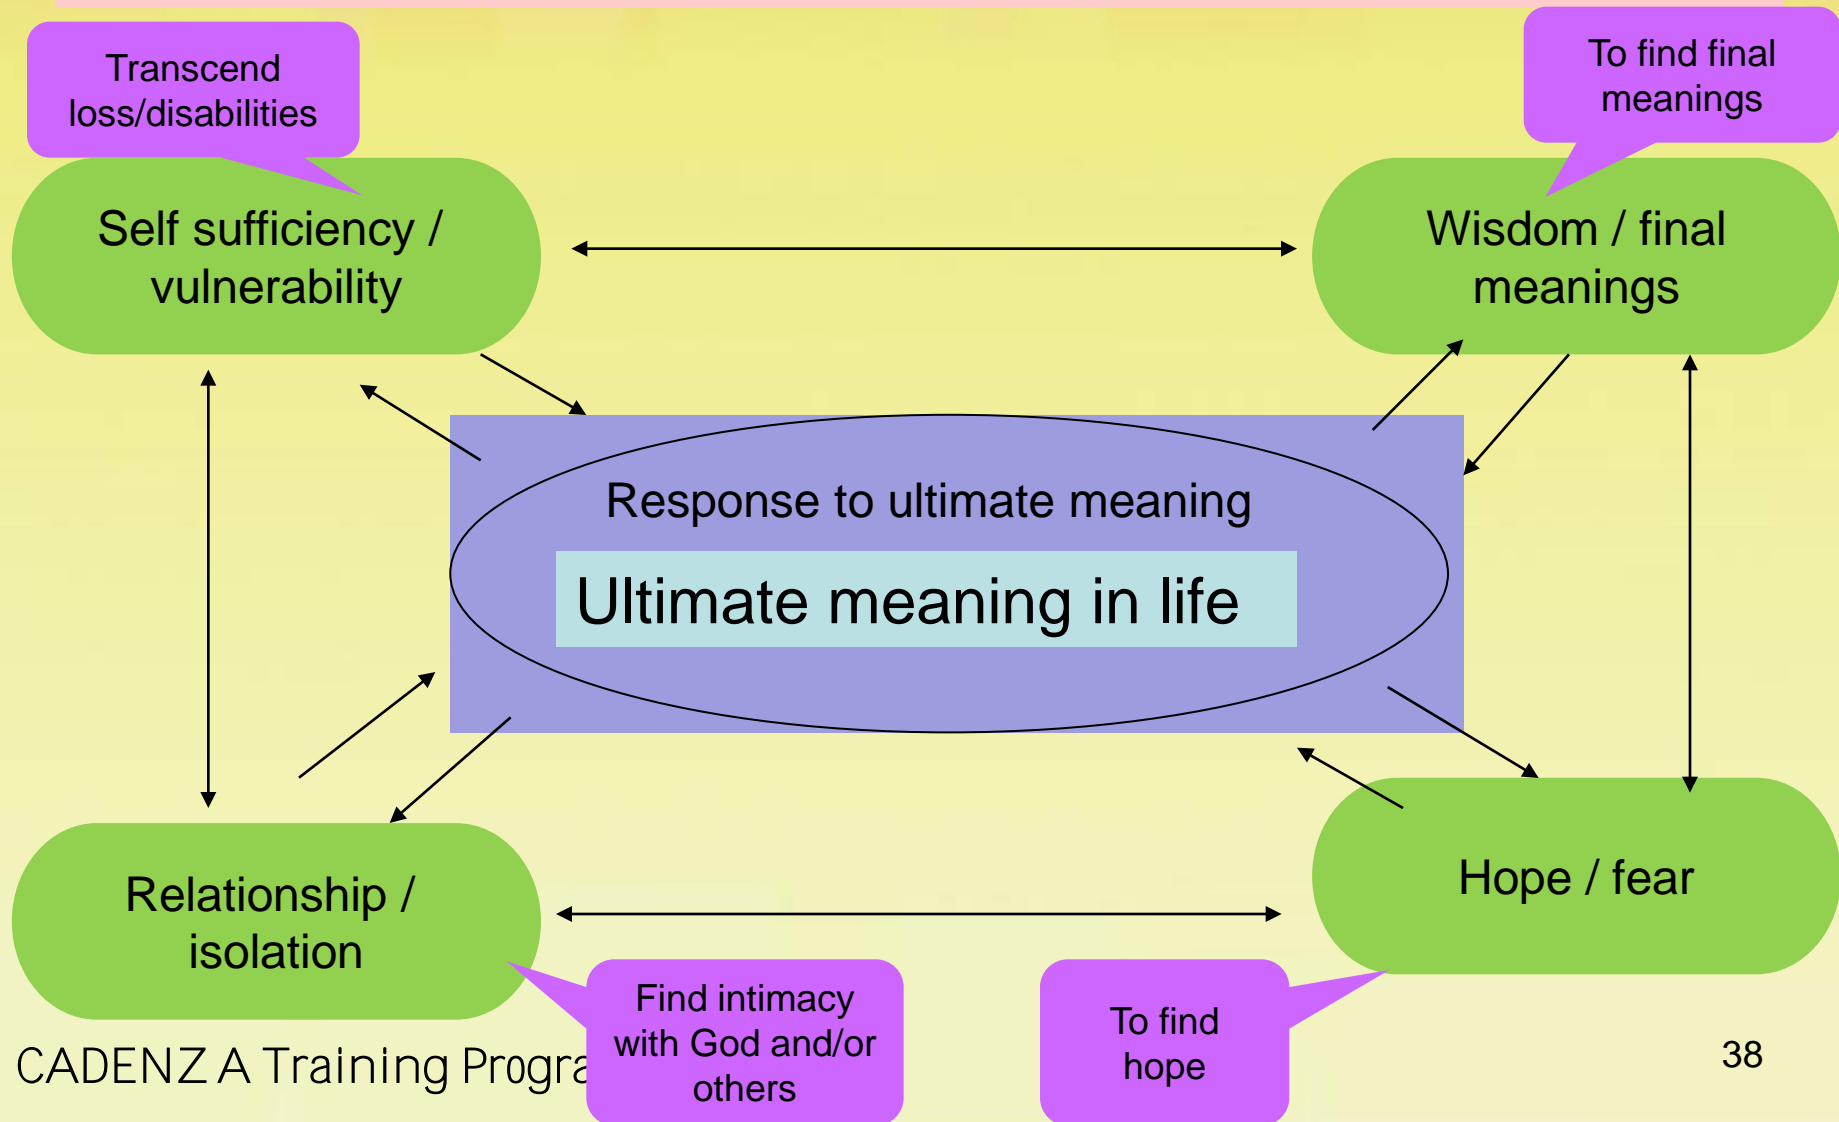 Transcend
loss/disabilities
To find final
meanings
Self sufficiency /
vulnerability
Wisdom / final
meanings
Response to ultimate meaning
Ultimate meaning in life
Relationship /
isolation
Hope / fear
Find intimacy
with God and/or
others
To find
hope
CADENZA Training
38